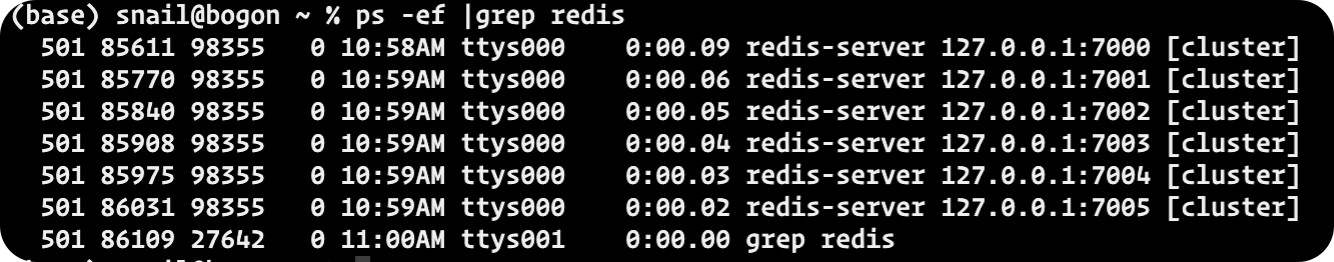 (base) snail@bogon ~ % ps -ef |grep redis
501 85611 98355 0 10:58AM ttys000 0:00.09 redis-server 127.0.0.1:7000 [cluster]
501 85770 98355 0 10:59AM ttys000 0:00.06 redis-server 127.0.0.1:7001 [cluster]
501 85840 98355 0 10:59AM ttys000 0:00.05 redis-server 127.0.0.1:7002 [cluster]
501 85908 98355 0 10:59AM ttys000 0:00.04 redis-server 127.0.0.1:7003 [cluster]
501 85975 98355 0 10:59AM ttys000 0:00.03 redis-server 127.0.0.1:7004 [cluster]
501 86031 98355 0 10:59AM ttys000 0:00.02 redis-server 127.0.0.1:7005 [cluster]
501 86109 27642 0 11:00AM ttys001 0:00.00 grep redis